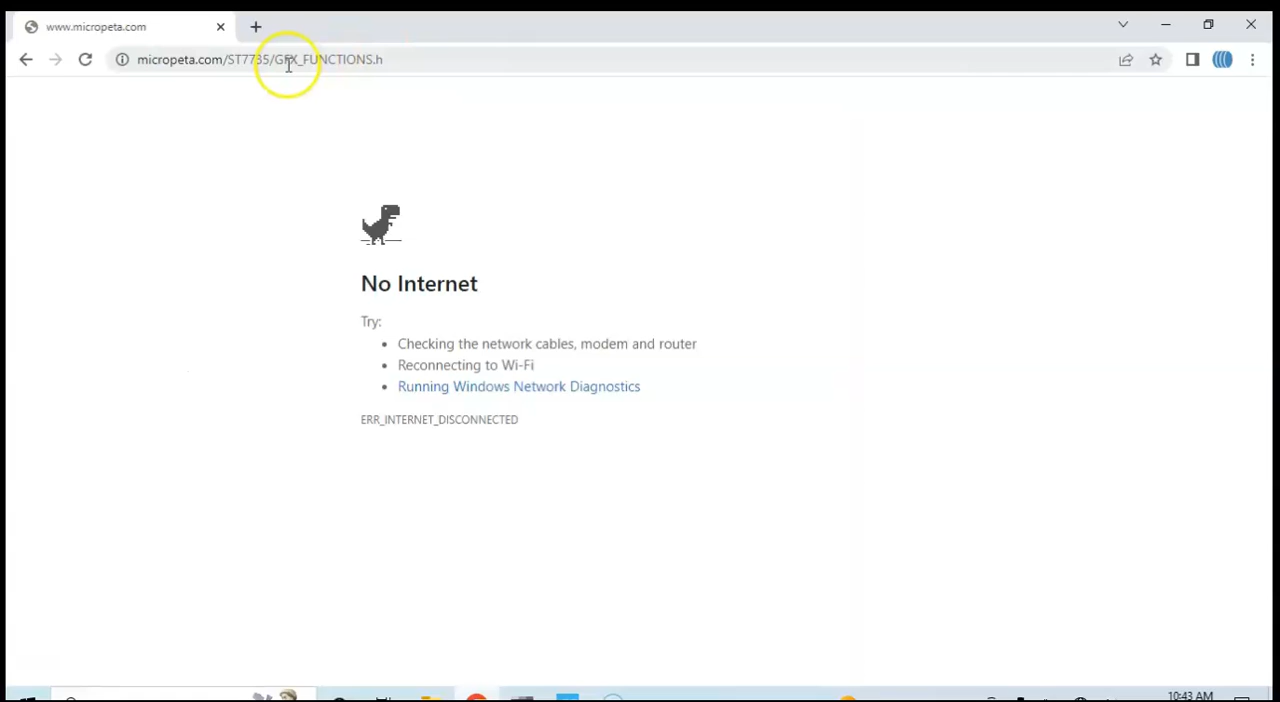 www.micropeta.com
micropeta.com/ST7735/GFX_FUNCTIONS.h
No Internet
Try:
Checking the network cables, modem and router
Reconnecting to Wi-Fi
Running Windows Network Diagnostics
ERR_INTERNET_DISCONNECTED
10:43 AM